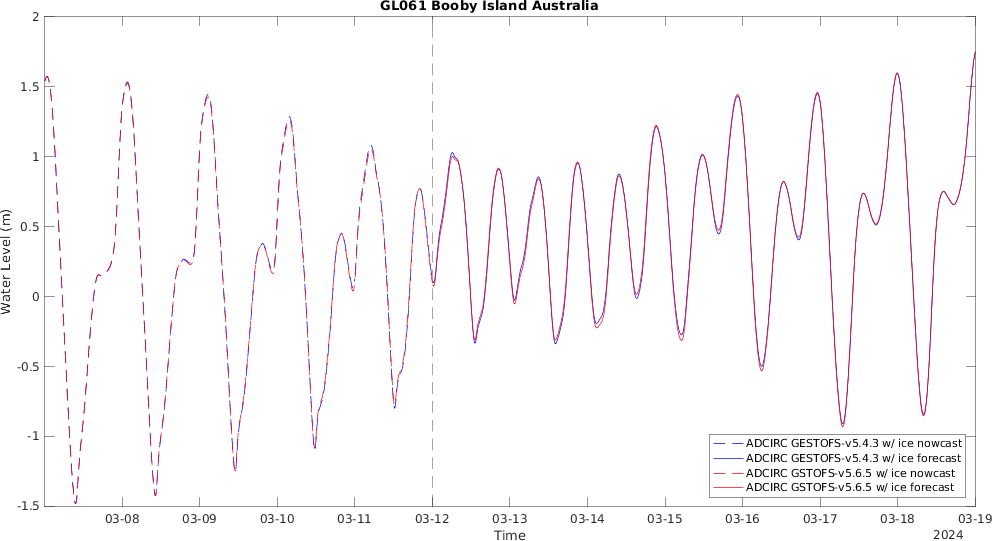 GL061 Booby Island Australia
Water Level (m)
2
1.5
1
0.5
0
-0.5
-1
-1.5
ADCIRC GESTOFS-v5.4.3 w/ ice nowcast
ADCIRC GESTOFS-v5.4.3 w/ ice forecast
ADCIRC GSTOFS-v5.6.5 w/ ice nowcast
ADCIRC GSTOFS-v5.6.5 w/ ice forecast
03-08 03-09 03-10 03-11 03-12 03-13 03-14 03-15 03-16 03-17 03-18 03-19
Time
2024